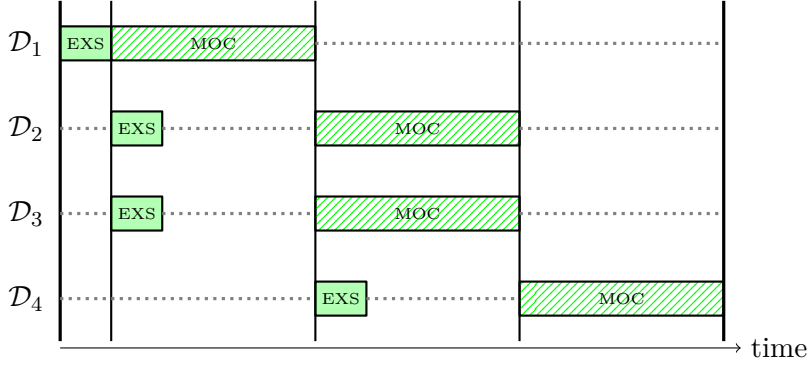 𝒟₁ EXS MOC
𝒟₂ EXS MOC
𝒟₃ EXS MOC
𝒟₄ EXS MOC
time